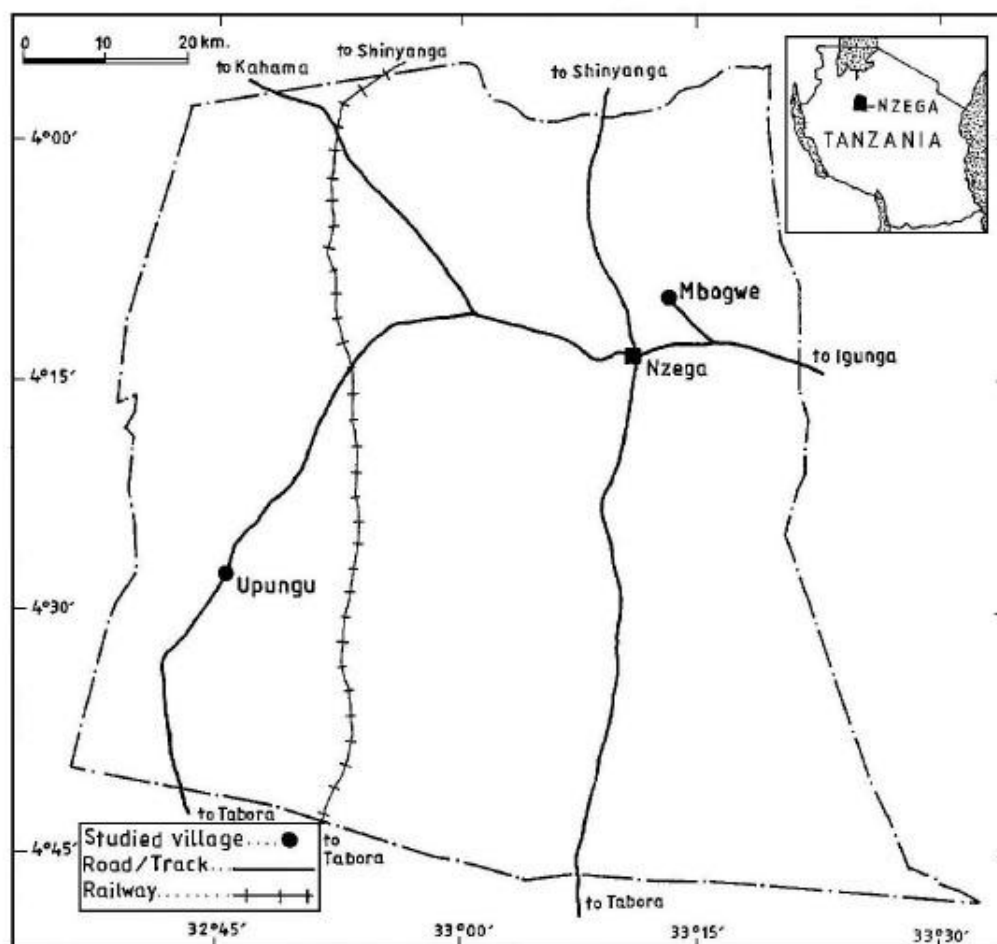 0 10 20 km.
to Kahama
to Shinyanga
to Shinyanga
NZEGA
TANZANIA
4°00′
Mbogwe
to Igunga
Nzega
4°15′
Upungu
4°30′
to Tabora
to
Tabora
4°45′
to Tabora
Studied village
Road/Track
Railway
32°45′ 33°00′ 33°15′ 33°30′